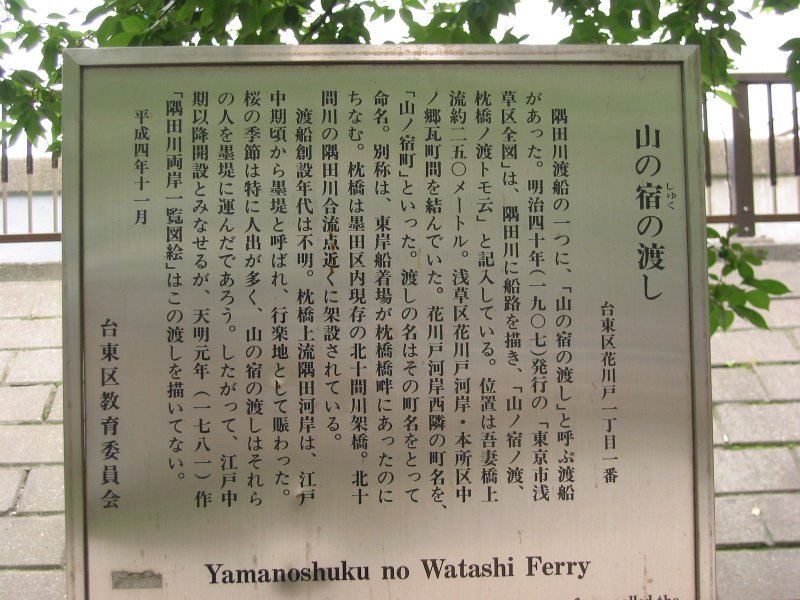 山の宿の渡し
しゅく
台東区花川戸一丁目一番
隅田川渡船の一つに、「山の宿の渡し」と呼ぶ渡船
があった。明治四十年(一九〇七)発行の「東京市浅
草区全図」は、隅田川に船路を描き、「山ノ宿ノ渡、
枕橋ノ渡トモ云」と記入している。位置は吾妻橋上
流約二五〇メートル。浅草区花川戸河岸・本所区中
ノ郷瓦町間を結んでいた。花川戸河岸西隣の町名を、
「山ノ宿町」といった。渡しの名はその町名をとって
命名。別称は、東岸船着場が枕橋橋畔にあったのに
ちなむ。枕橋は墨田区内現存の北十間川架橋。北十
間川の隅田川合流点近くに架設されている。
渡船創設年代は不明。枕橋上流隅田河岸は、江戸
中期頃から墨堤と呼ばれ、行楽地として賑わった。
桜の季節は特に人出が多く、山の宿の渡しはそれら
の人を墨堤に運んだであろう。したがって、江戸中
期以降開設とみなせるが、天明元年(一七八一)作
「隅田川両岸一覧図絵」はこの渡しを描いてない。
平成四年十一月
台東区教育委員会
Yamanoshuku no Watashi Ferry
called the